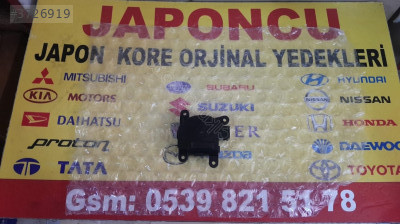 JAPONCU
JAPON KORE ORJİNAL YEDEKLERİ
MITSUBISHI
SUBARU
HYUNDAI
KIA MOTORS
SUZUKI
NISSAN
DAIHATSU
ER
HONDA
proton
DAEWOO
TATA
TOYOTA
Gsm: 0539 821 51 78